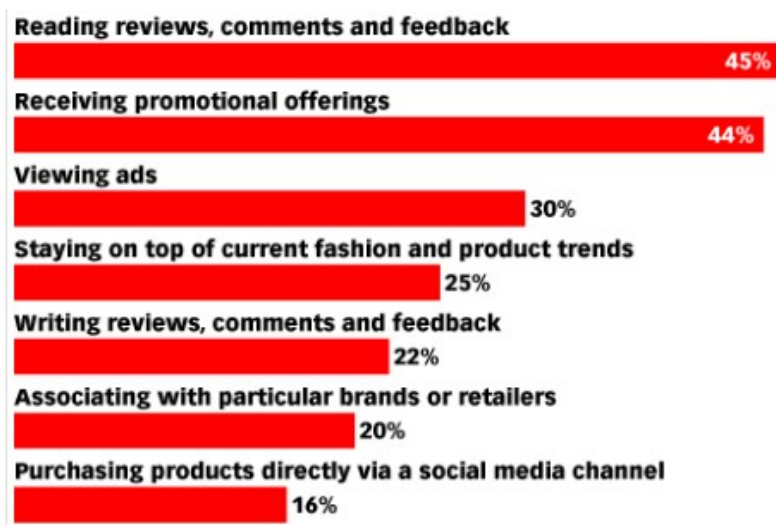 Reading reviews, comments and feedback
45%
Receiving promotional offerings
44%
Viewing ads
30%
Staying on top of current fashion and product trends
25%
Writing reviews, comments and feedback
22%
Associating with particular brands or retailers
20%
Purchasing products directly via a social media channel
16%